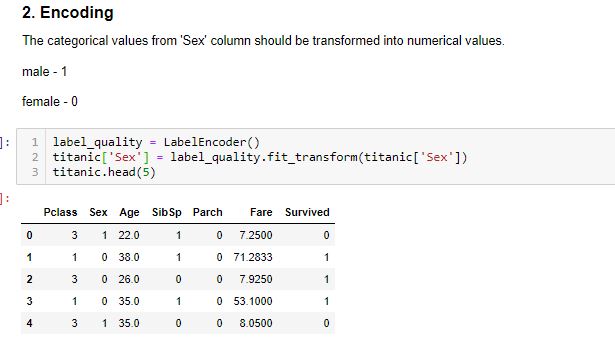 2. Encoding
The categorical values from 'Sex' column should be transformed into numerical values.
male - 1
female - 0
]: 1 label_quality = LabelEncoder()
2 titanic['Sex'] = label_quality.fit_transform(titanic['Sex'])
3 titanic.head(5)
]:
Pclass Sex Age SibSp Parch Fare Survived
0 3 1 22.0 1 0 7.2500 0
1 1 0 38.0 1 0 71.2833 1
2 3 0 26.0 0 0 7.9250 1
3 1 0 35.0 1 0 53.1000 1
4 3 1 35.0 0 0 8.0500 0